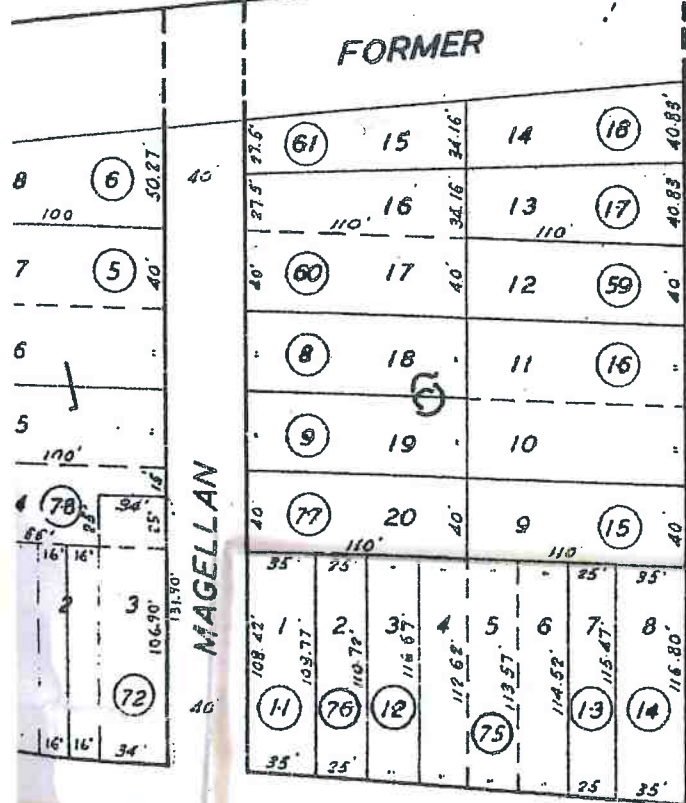 FORMER
8 6 50.27' 40' 27.5' 61 15 34.16' 14 18 40.83'
100 27.5' 16 34.16' 13 17 40.83'
110' 110'
7 5 40' 40' 60 17 40' 12 59 40'
6 " " 8 18 " 11 16 "
5 " " 9 19 " 10 "
100' 15'
4 78 25' 94' 25' 40' 77 20 40' 9 15 40'
66' 110' 110
16' 16' 35' 25' " " " " 25' 35'
2 3 106.90' 131.90' MAGELLAN 108.42' 1 109.77 2 110.72' 3 4 112.62' 5 113.57' 6 114.52' 7 115.47' 8 116.80'
72 40' 11 76 12 75 13 14
16' 16' 34' 35' 25' " " " " 25 35'